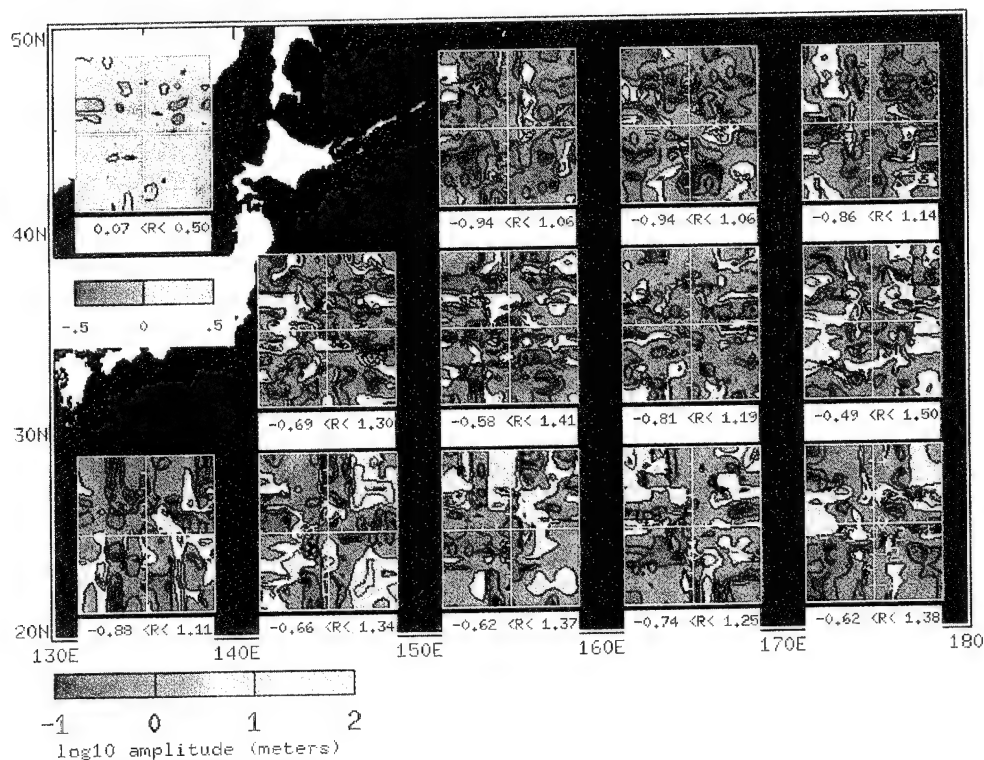 50N
0.07 <R< 0.50
-0.94 <R< 1.06
-0.94 <R< 1.06
-0.86 <R< 1.14
40N
-.5 0 .5
-0.69 <R< 1.30
-0.58 <R< 1.41
-0.81 <R< 1.19
-0.49 <R< 1.50
30N
-0.88 <R< 1.11
-0.66 <R< 1.34
-0.62 <R< 1.37
-0.74 <R< 1.25
-0.62 <R< 1.38
20N
130E 140E 150E 160E 170E 180
-1 0 1 2
log10 amplitude (meters)